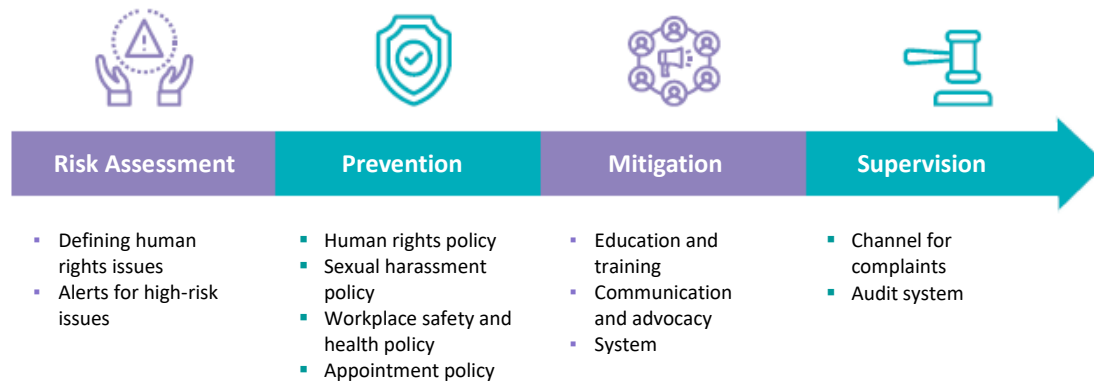 Risk Assessment
Prevention
Mitigation
Supervision
▪ Defining human
rights issues
▪ Alerts for high-risk
issues
▪ Human rights policy
▪ Sexual harassment
policy
▪ Workplace safety and
health policy
▪ Appointment policy
▪ Education and
training
▪ Communication
and advocacy
▪ System
▪ Channel for
complaints
▪ Audit system